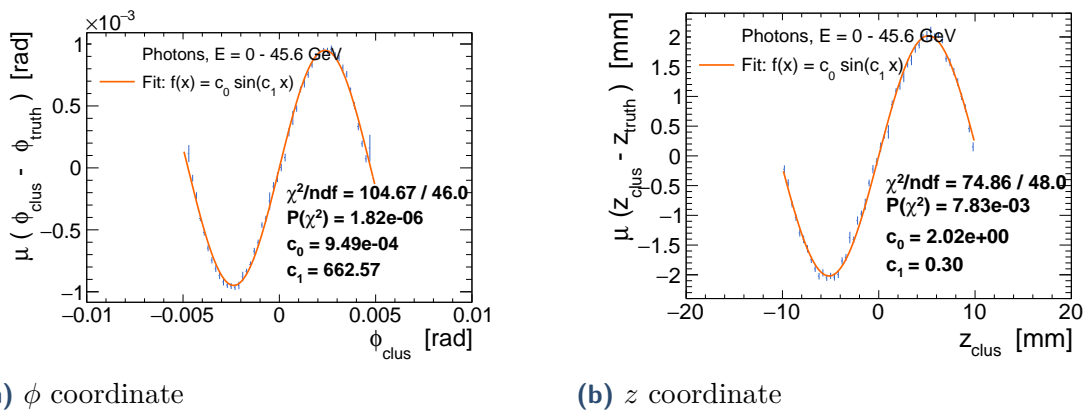 ×10⁻³
μ ( ϕ_clus - ϕ_truth ) [rad]
1
0.5
0
−0.5
−1
Photons, E = 0 - 45.6 GeV
Fit: f(x) = c₀ sin(c₁ x)
χ²/ndf = 104.67 / 46.0
P(χ²) = 1.82e-06
c₀ = 9.49e-04
c₁ = 662.57
−0.01 −0.005 0 0.005 0.01
ϕ_clus [rad]
μ (z_clus - z_truth) [mm]
2
1.5
1
0.5
0
−0.5
−1
−1.5
−2
Photons, E = 0 - 45.6 GeV
Fit: f(x) = c₀ sin(c₁ x)
χ²/ndf = 74.86 / 48.0
P(χ²) = 7.83e-03
c₀ = 2.02e+00
c₁ = 0.30
−20 −10 0 10 20
z_clus [mm]
) ϕ coordinate
(b) z coordinate